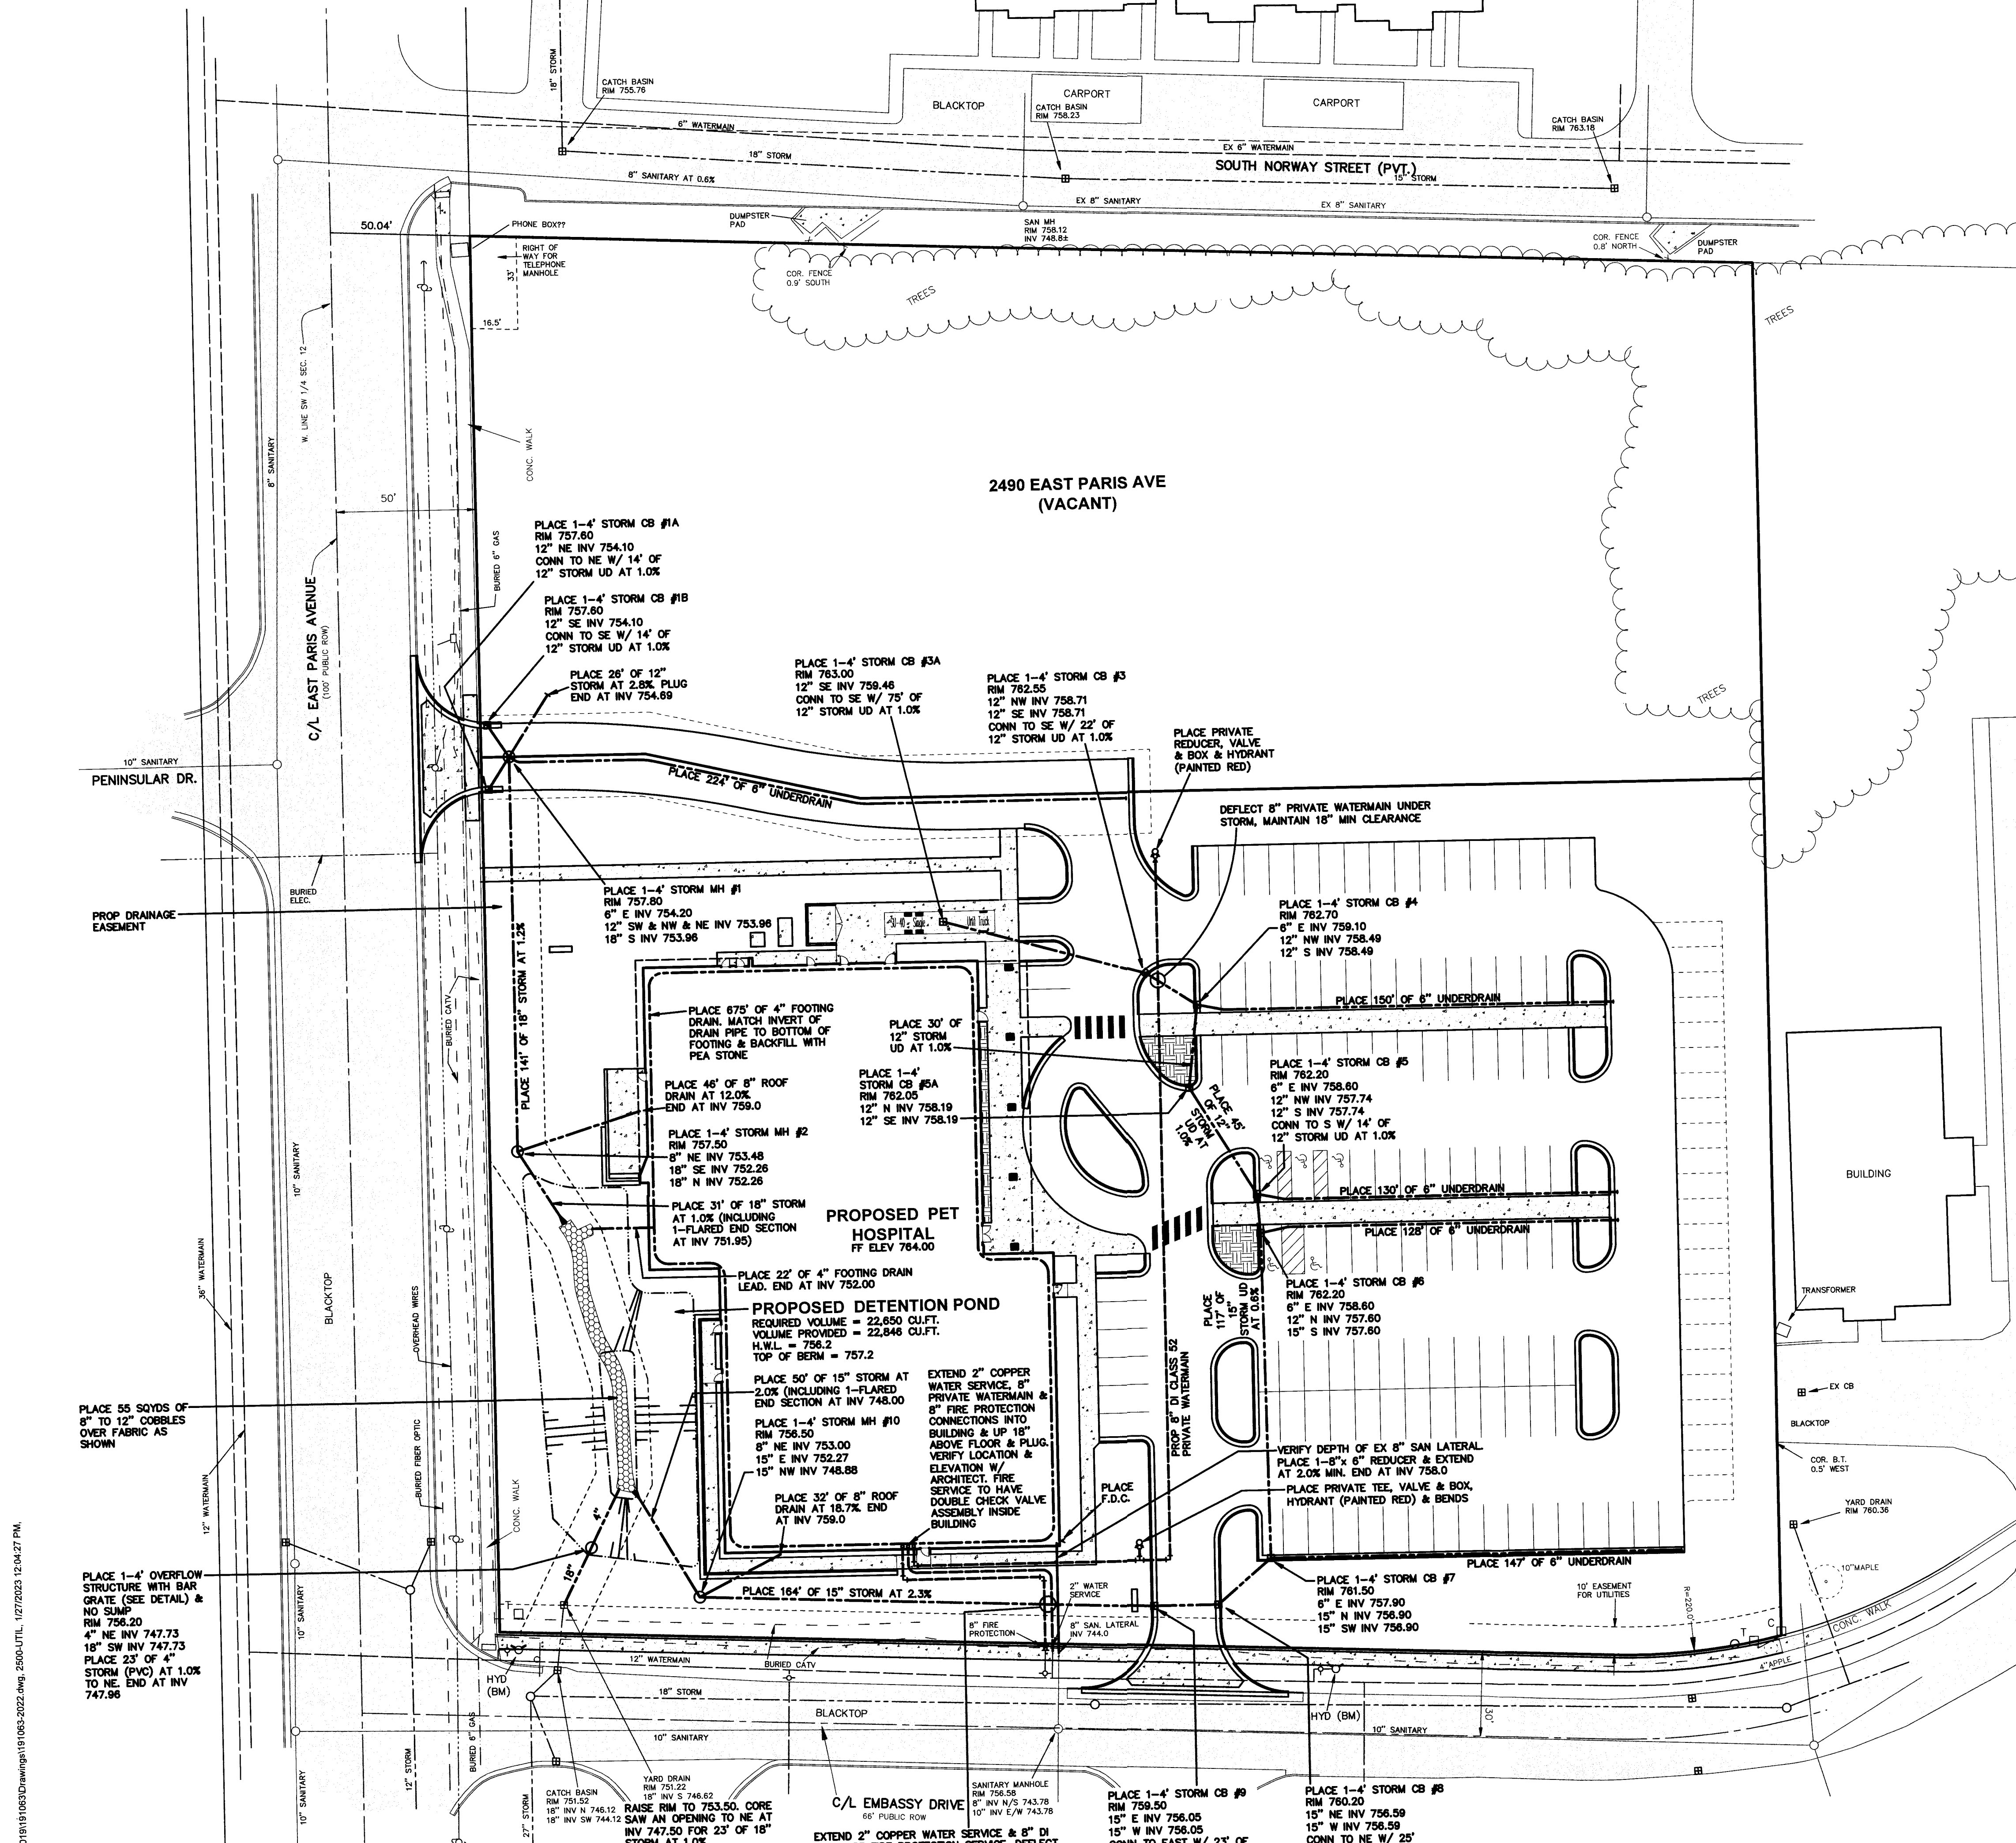 18" STORM
CATCH BASIN
RIM 755.76
BLACKTOP
CARPORT
CATCH BASIN
RIM 758.23
CARPORT
CATCH BASIN
RIM 763.18
6" WATERMAIN
EX 6" WATERMAIN
18" STORM
SOUTH NORWAY STREET (PVT.)
15" STORM
8" SANITARY AT 0.6%
EX 8" SANITARY
EX 8" SANITARY
50.04'
PHONE BOX??
DUMPSTER
PAD
SAN MH
RIM 758.12
INV 748.8±
COR. FENCE
0.8' NORTH
DUMPSTER
PAD
RIGHT OF
WAY FOR
TELEPHONE
MANHOLE
33'
16.5'
COR. FENCE
0.9' SOUTH
TREES
TREES
W. LINE SW 1/4 SEC. 12
8" SANITARY
CONC. WALK
50'
2490 EAST PARIS AVE
(VACANT)
PLACE 1-4' STORM CB #1A
RIM 757.60
12" NE INV 754.10
CONN TO NE W/ 14' OF
12" STORM UD AT 1.0%
BURIED 6" GAS
C/L EAST PARIS AVENUE
(100' PUBLIC ROW)
PLACE 1-4' STORM CB #1B
RIM 757.60
12" SE INV 754.10
CONN TO SE W/ 14' OF
12" STORM UD AT 1.0%
PLACE 26' OF 12"
STORM AT 2.8%. PLUG
END AT INV 754.69
PLACE 1-4' STORM CB #3A
RIM 763.00
12" SE INV 759.46
CONN TO SE W/ 75' OF
12" STORM UD AT 1.0%
PLACE 1-4' STORM CB #3
RIM 762.55
12" NW INV 758.71
12" SE INV 758.71
CONN TO SE W/ 22' OF
12" STORM UD AT 1.0%
TREES
PLACE PRIVATE
REDUCER, VALVE
& BOX & HYDRANT
(PAINTED RED)
10" SANITARY
PENINSULAR DR.
PLACE 224' OF 6" UNDERDRAIN
DEFLECT 8" PRIVATE WATERMAIN UNDER
STORM, MAINTAIN 18" MIN CLEARANCE
BURIED
ELEC.
PROP DRAINAGE
EASEMENT
PLACE 1-4' STORM MH #1
RIM 757.80
6" E INV 754.20
12" SW & NW & NE INV 753.96
18" S INV 753.96
Unit Truck
PLACE 1-4' STORM CB #4
RIM 762.70
6" E INV 759.10
12" NW INV 758.49
12" S INV 758.49
PLACE 141' OF 18" STORM AT 1.2%
BURIED CATV
PLACE 150' OF 6" UNDERDRAIN
PLACE 675' OF 4" FOOTING
DRAIN. MATCH INVERT OF
DRAIN PIPE TO BOTTOM OF
FOOTING & BACKFILL WITH
PEA STONE
PLACE 30' OF
12" STORM
UD AT 1.0%
PLACE 46' OF 8" ROOF
DRAIN AT 12.0%.
END AT INV 759.0
PLACE 1-4'
STORM CB #5A
RIM 762.05
12" N INV 758.19
12" SE INV 758.19
PLACE 45'
OF 12"
STORM
UD AT
1.0%
PLACE 1-4' STORM CB #5
RIM 762.20
6" E INV 758.60
12" NW INV 757.74
12" S INV 757.74
CONN TO S W/ 14' OF
12" STORM UD AT 1.0%
PLACE 1-4' STORM MH #2
RIM 757.50
8" NE INV 753.48
18" SE INV 752.26
18" N INV 752.26
10" SANITARY
BUILDING
PLACE 130' OF 6" UNDERDRAIN
PLACE 128' OF 6" UNDERDRAIN
PLACE 31' OF 18" STORM
AT 1.0% (INCLUDING
1-FLARED END SECTION
AT INV 751.95)
PROPOSED PET
HOSPITAL
FF ELEV 764.00
36" WATERMAIN
BLACKTOP
OVERHEAD WIRES
PLACE 22' OF 4" FOOTING DRAIN
LEAD. END AT INV 752.00
PROPOSED DETENTION POND
REQUIRED VOLUME = 22,650 CU.FT.
VOLUME PROVIDED = 22,846 CU.FT.
H.W.L. = 756.2
TOP OF BERM = 757.2
PLACE
117' OF
15"
STORM UD
AT 0.6%
PLACE 1-4' STORM CB #6
RIM 762.20
6" E INV 758.60
12" N INV 757.60
15" S INV 757.60
TRANSFORMER
PROP 8" DI CLASS 52
PRIVATE WATERMAIN
PLACE 50' OF 15" STORM AT
2.0% (INCLUDING 1-FLARED
END SECTION AT INV 748.00
EXTEND 2" COPPER
WATER SERVICE, 8"
PRIVATE WATERMAIN &
8" FIRE PROTECTION
CONNECTIONS INTO
BUILDING & UP 18"
ABOVE FLOOR & PLUG.
VERIFY LOCATION &
ELEVATION W/
ARCHITECT. FIRE
SERVICE TO HAVE
DOUBLE CHECK VALVE
ASSEMBLY INSIDE
BUILDING
EX CB
BLACKTOP
PLACE 55 SQYDS OF
8" TO 12" COBBLES
OVER FABRIC AS
SHOWN
PLACE 1-4' STORM MH #10
RIM 756.50
8" NE INV 753.00
15" E INV 752.27
15" NW INV 748.88
VERIFY DEPTH OF EX 8" SAN LATERAL.
PLACE 1-8"x 6" REDUCER & EXTEND
AT 2.0% MIN. END AT INV 758.0
COR. B.T.
0.5' WEST
PLACE
F.D.C.
PLACE PRIVATE TEE, VALVE & BOX,
HYDRANT (PAINTED RED) & BENDS
PLACE 32' OF 8" ROOF
DRAIN AT 18.7%. END
AT INV 759.0
YARD DRAIN
RIM 760.36
12" WATERMAIN
BURIED FIBER OPTIC
CONC. WALK
4"
18"
PLACE 1-4' OVERFLOW
STRUCTURE WITH BAR
GRATE (SEE DETAIL) &
NO SUMP
RIM 756.20
4" NE INV 747.73
18" SW INV 747.73
PLACE 23' OF 4"
STORM (PVC) AT 1.0%
TO NE. END AT INV
747.96
PLACE 147' OF 6" UNDERDRAIN
10"MAPLE
PLACE 164' OF 15" STORM AT 2.3%
2" WATER
SERVICE
PLACE 1-4' STORM CB #7
RIM 761.50
6" E INV 757.90
15" N INV 756.90
15" SW INV 756.90
10' EASEMENT
FOR UTILITIES
R=220.0'
CONC. WALK
10" SANITARY
T
8" FIRE
PROTECTION
8" SAN. LATERAL
INV 744.0
T
C
12" WATERMAIN
BURIED CATV
4"APPLE
HYD
(BM)
18" STORM
BLACKTOP
HYD (BM)
30'
10" SANITARY
10" SANITARY
BURIED 6" GAS
12" STORM
10" SANITARY
27" STORM
CATCH BASIN
RIM 751.52
18" INV N 746.12
18" INV SW 744.12
YARD DRAIN
RIM 751.22
18" INV S 746.62
RAISE RIM TO 753.50. CORE
SAW AN OPENING TO NE AT
INV 747.50 FOR 23' OF 18"
STORM AT 1.0%
C/L EMBASSY DRIVE
66' PUBLIC ROW
SANITARY MANHOLE
RIM 756.58
8" INV N/S 743.78
10" INV E/W 743.78
EXTEND 2" COPPER WATER SERVICE & 8" DI
PLACE 1-4' STORM CB #9
RIM 759.50
15" E INV 756.05
15" W INV 756.05
CONN TO EAST W/ 23' OF
PLACE 1-4' STORM CB #8
RIM 760.20
15" NE INV 756.59
15" W INV 756.59
CONN TO NE W/ 25'
019\191063\Drawings\191063-2022.dwg, 2500-UTIL, 1/27/2023 12:04:27 PM,